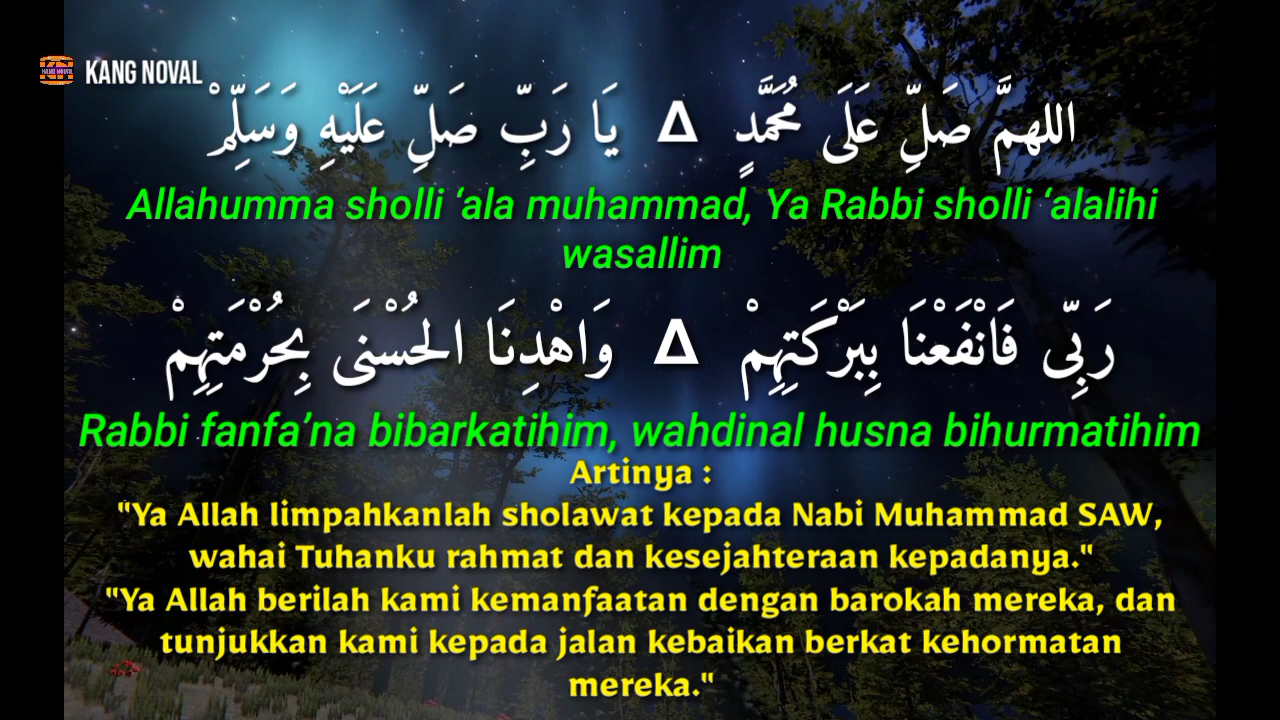 KANG NOVAL
اللهمَّ صَلِّ عَلَى مُحَمَّدٍ ∆ يَا رَبِّ صَلِّ عَلَيْهِ وَسَلِّمْ
Allahumma sholli ‘ala muhammad, Ya Rabbi sholli ‘alalihi
wasallim
رَبِّى فَانْفَعْنَا بِبَرْكَتِهِمْ ∆ وَاهْدِنَا الحُسْنَى بِحُرْمَتِهِمْ
Rabbi fanfa’na bibarkatihim, wahdinal husna bihurmatihim
Artinya :
"Ya Allah limpahkanlah sholawat kepada Nabi Muhammad SAW,
wahai Tuhanku rahmat dan kesejahteraan kepadanya."
"Ya Allah berilah kami kemanfaatan dengan barokah mereka, dan
tunjukkan kami kepada jalan kebaikan berkat kehormatan
mereka."